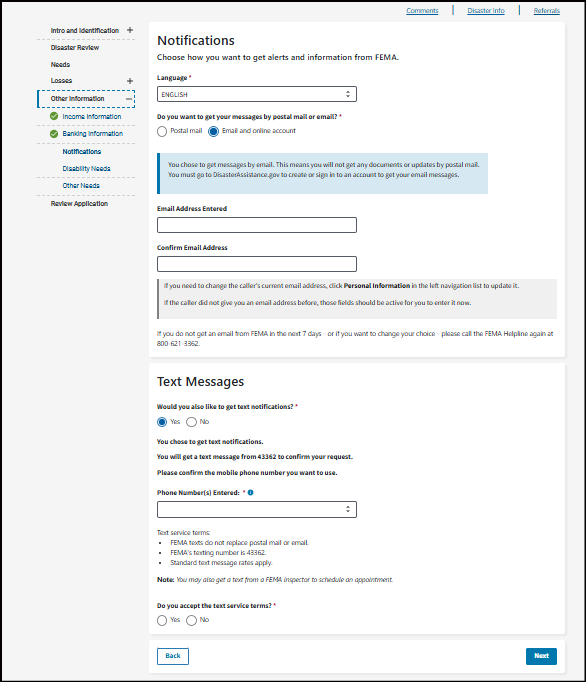 Comments | Disaster Info | Referrals
Intro and Identification +
Disaster Review
Needs
Losses +
Other Information —
Income Information
Banking Information
Notifications
Disability Needs
Other Needs
Review Application
Notifications
Choose how you want to get alerts and information from FEMA.
Language *
ENGLISH
Do you want to get your messages by postal mail or email? *
Postal mail Email and online account
You chose to get messages by email. This means you will not get any documents or updates by postal mail.
You must go to DisasterAssistance.gov to create or sign in to an account to get your email messages.
Email Address Entered
Confirm Email Address
If you need to change the caller's current email address, click Personal Information in the left navigation list to update it.
If the caller did not give you an email address before, those fields should be active for you to enter it now.
If you do not get an email from FEMA in the next 7 days - or if you want to change your choice - please call the FEMA Helpline again at
800-621-3362.
Text Messages
Would you also like to get text notifications? *
Yes No
You chose to get text notifications.
You will get a text message from 43362 to confirm your request.
Please confirm the mobile phone number you want to use.
Phone Number(s) Entered: *
Text service terms:
• FEMA texts do not replace postal mail or email.
• FEMA's texting number is 43362.
• Standard text message rates apply.
Note: You may also get a text from a FEMA inspector to schedule an appointment.
Do you accept the text service terms? *
Yes No
Back Next